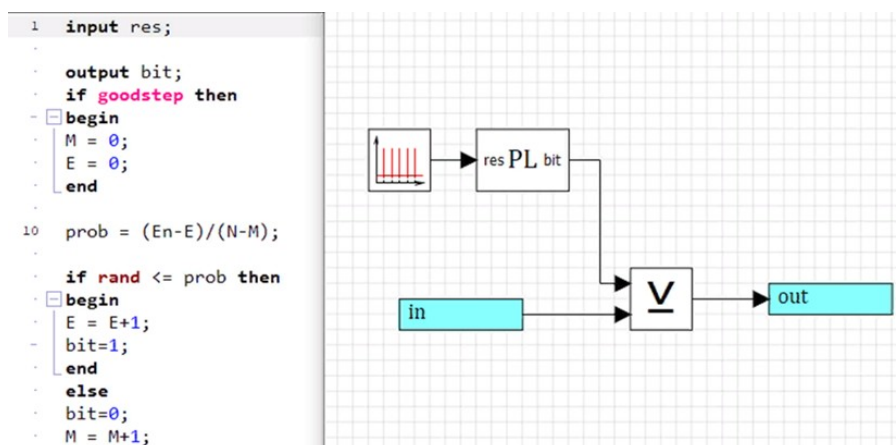 1 input res;
output bit;
if goodstep then
begin
M = 0;
E = 0;
end
10 prob = (En-E)/(N-M);
if rand <= prob then
begin
E = E+1;
bit=1;
end
else
bit=0;
M = M+1;
res PL bit
in
V
out